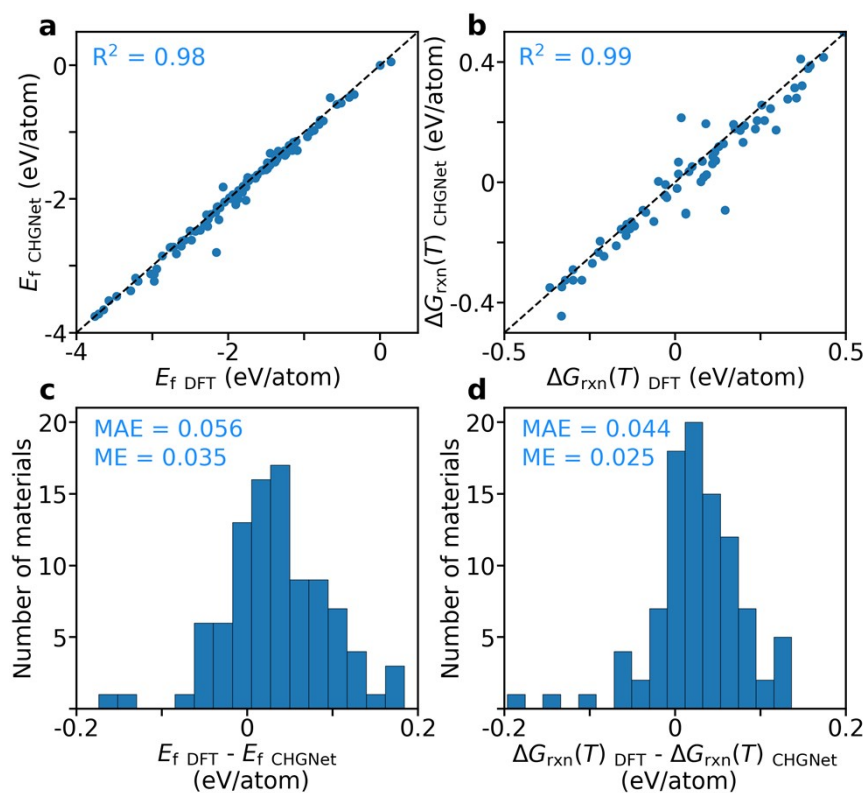 a
R² = 0.98
0
-2
-4
-4
-2
0
E_f CHGNet (eV/atom)
E_f DFT (eV/atom)
b
R² = 0.99
0.4
0
-0.4
-0.5
0
0.5
ΔG_rxn(T) CHGNet (eV/atom)
ΔG_rxn(T) DFT (eV/atom)
c
MAE = 0.056
ME = 0.035
20
15
10
5
-0.2
0
0.2
Number of materials
E_f DFT - E_f CHGNet
(eV/atom)
d
MAE = 0.044
ME = 0.025
20
15
10
5
-0.2
0
0.2
Number of materials
ΔG_rxn(T) DFT - ΔG_rxn(T) CHGNet
(eV/atom)